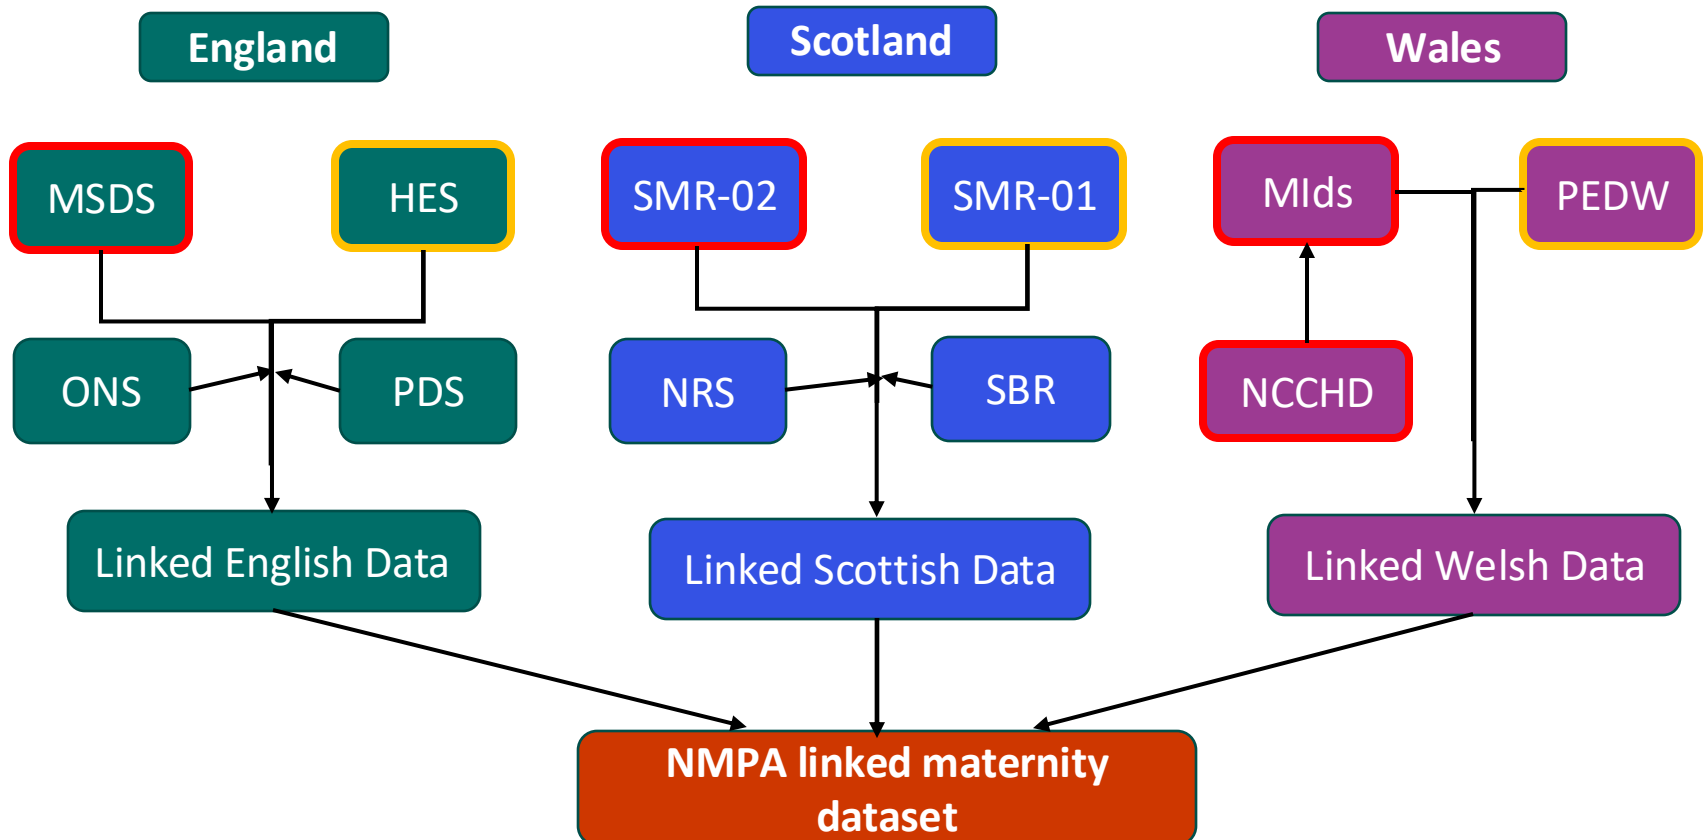 England
Scotland
Wales
MSDS
HES
SMR-02
SMR-01
MIds
PEDW
ONS
PDS
NRS
SBR
NCCHD
Linked English Data
Linked Scottish Data
Linked Welsh Data
NMPA linked maternity
dataset